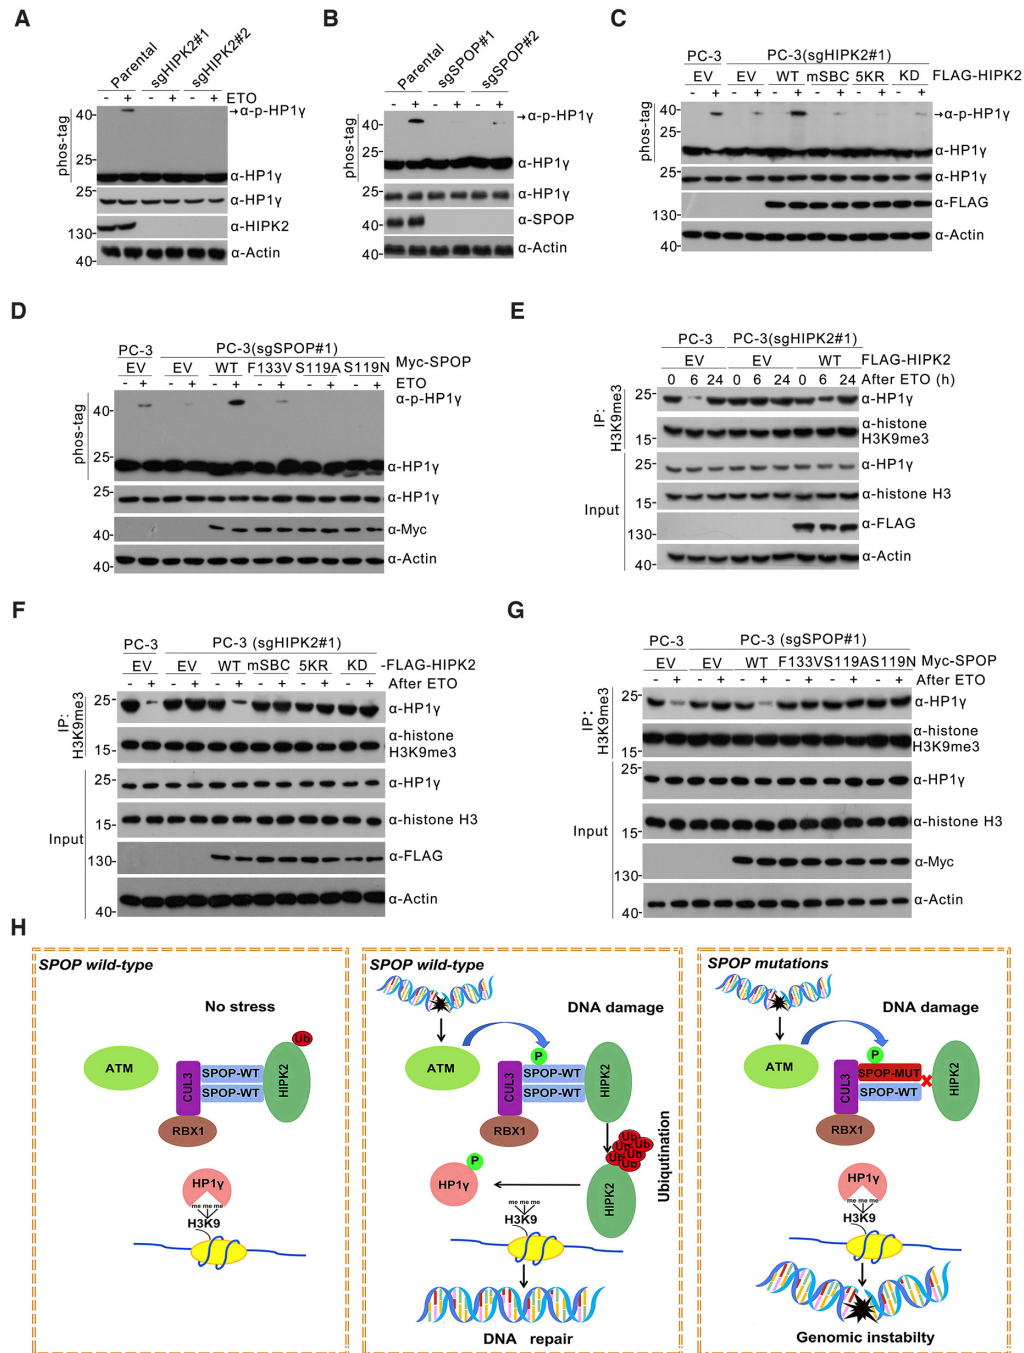 A
Parental
sgHIPK2#1
sgHIPK2#2
- + - + - + ETO
phos-tag
40-
→α-p-HP1γ
25-
α-HP1γ
25-
α-HP1γ
130-
α-HIPK2
40-
α-Actin
B
Parental
sgSPOP#1
sgSPOP#2
- + - + - +
phos-tag
40-
→α-p-HP1γ
25-
α-HP1γ
25-
α-HP1γ
40-
α-SPOP
40-
α-Actin
C
PC-3 PC-3(sgHIPK2#1)
EV EV WT mSBC 5KR KD FLAG-HIPK2
- + - + - + - + - + - +
phos-tag
40-
→α-p-HP1γ
25-
α-HP1γ
25-
α-HP1γ
130-
α-FLAG
40-
α-Actin
D
PC-3 PC-3(sgSPOP#1)
EV EV WT F133V S119A S119N Myc-SPOP
- + - + - + - + - + - + ETO
phos-tag
40-
α-p-HP1γ
25-
α-HP1γ
25-
α-HP1γ
40-
α-Myc
40-
α-Actin
E
PC-3 PC-3(sgHIPK2#1)
EV EV WT FLAG-HIPK2
0 6 24 0 6 24 0 6 24 After ETO (h)
IP: H3K9me3
25-
α-HP1γ
15-
α-histone H3K9me3
Input
25-
α-HP1γ
15-
α-histone H3
130-
α-FLAG
40-
α-Actin
F
PC-3 PC-3 (sgHIPK2#1)
EV EV WT mSBC 5KR KD -FLAG-HIPK2
- + - + - + - + - + - + After ETO
IP: H3K9me3
25-
α-HP1γ
15-
α-histone H3K9me3
Input
25-
α-HP1γ
15-
α-histone H3
130-
α-FLAG
40-
α-Actin
G
PC-3 PC-3 (sgSPOP#1)
EV EV WT F133V S119A S119N Myc-SPOP
- + - + - + - + - + - + After ETO
IP: H3K9me3
25-
α-HP1γ
15-
α-histone H3K9me3
Input
25-
α-HP1γ
15-
α-histone H3
130-
α-Myc
40-
α-Actin
H
SPOP wild-type
No stress
ATM
CUL3
SPOP-WT
SPOP-WT
HIPK2
Ub
RBX1
HP1γ
me me me
H3K9
SPOP wild-type
DNA damage
ATM
P
CUL3
SPOP-WT
SPOP-WT
HIPK2
RBX1
Ub
Ub
Ub
Ub
Ub
Ub
Ubiqutination
HIPK2
P
HP1γ
me me me
H3K9
DNA repair
SPOP mutations
DNA damage
ATM
P
CUL3
SPOP-MUT
SPOP-WT
HIPK2
RBX1
HP1γ
me me me
H3K9
Genomic instabilty